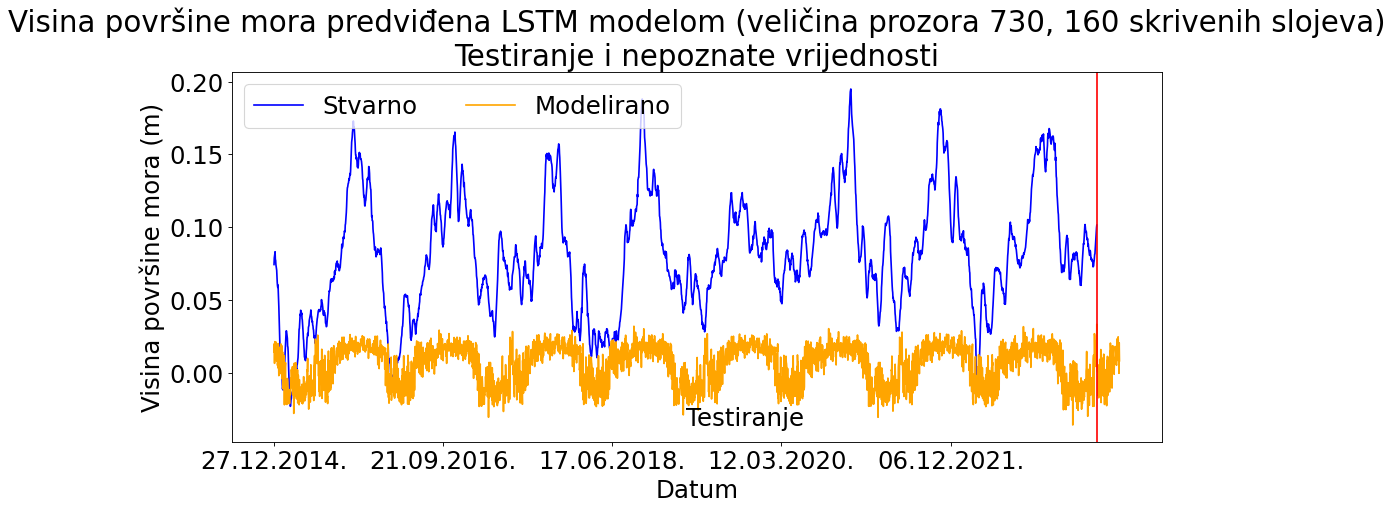 Visina površine mora predviđena LSTM modelom (veličina prozora 730, 160 skrivenih slojeva)
Testiranje i nepoznate vrijednosti
Stvarno
Modelirano
Visina površine mora (m)
0.20
0.15
0.10
0.05
0.00
Testiranje
27.12.2014.
21.09.2016.
17.06.2018.
12.03.2020.
06.12.2021.
Datum